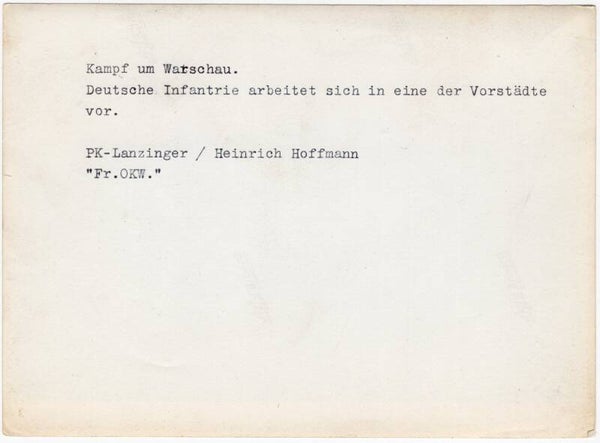 Kampf um Warschau.
Deutsche Infantrie arbeitet sich in eine der Vorstädte
vor.
PK-Lanzinger / Heinrich Hoffmann
"Fr.OKW."